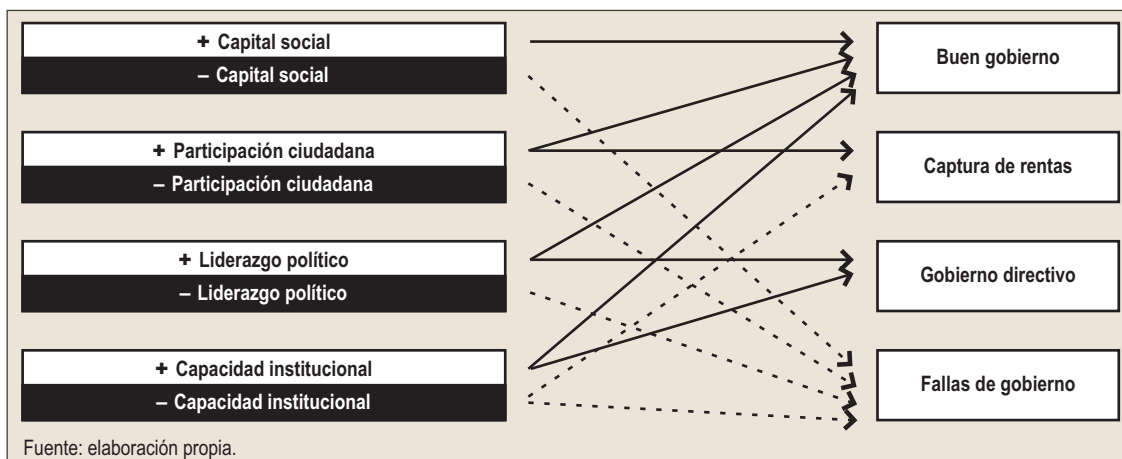 + Capital social
– Capital social
+ Participación ciudadana
– Participación ciudadana
+ Liderazgo político
– Liderazgo político
+ Capacidad institucional
– Capacidad institucional
Buen gobierno
Captura de rentas
Gobierno directivo
Fallas de gobierno
Fuente: elaboración propia.